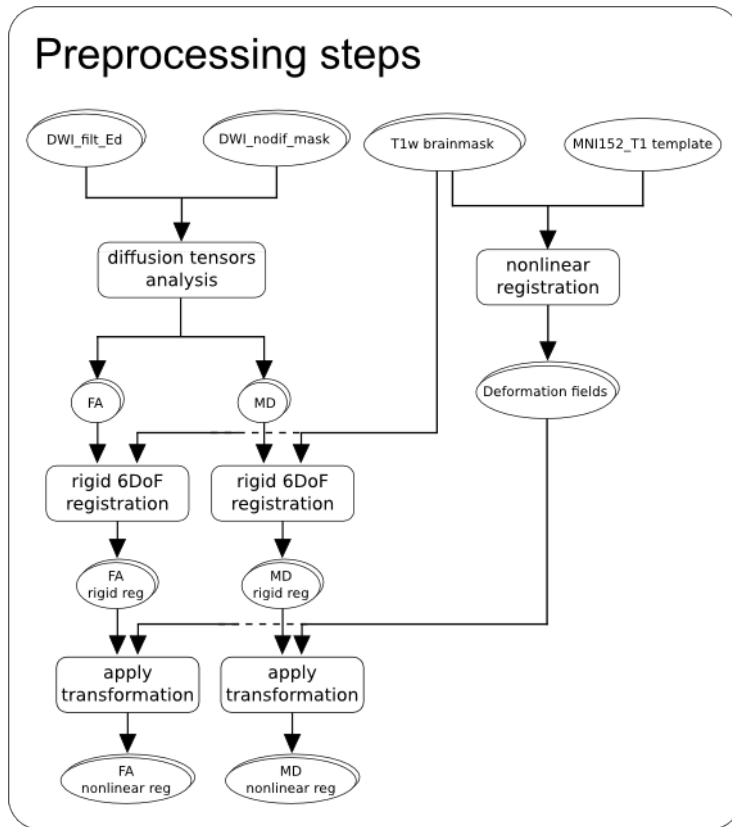 Preprocessing steps
DWI_filt_Ed
DWI_nodif_mask
T1w brainmask
MNI152_T1 template
diffusion tensors
analysis
nonlinear
registration
FA
MD
Deformation fields
rigid 6DoF
registration
rigid 6DoF
registration
FA
rigid reg
MD
rigid reg
apply
transformation
apply
transformation
FA
nonlinear reg
MD
nonlinear reg